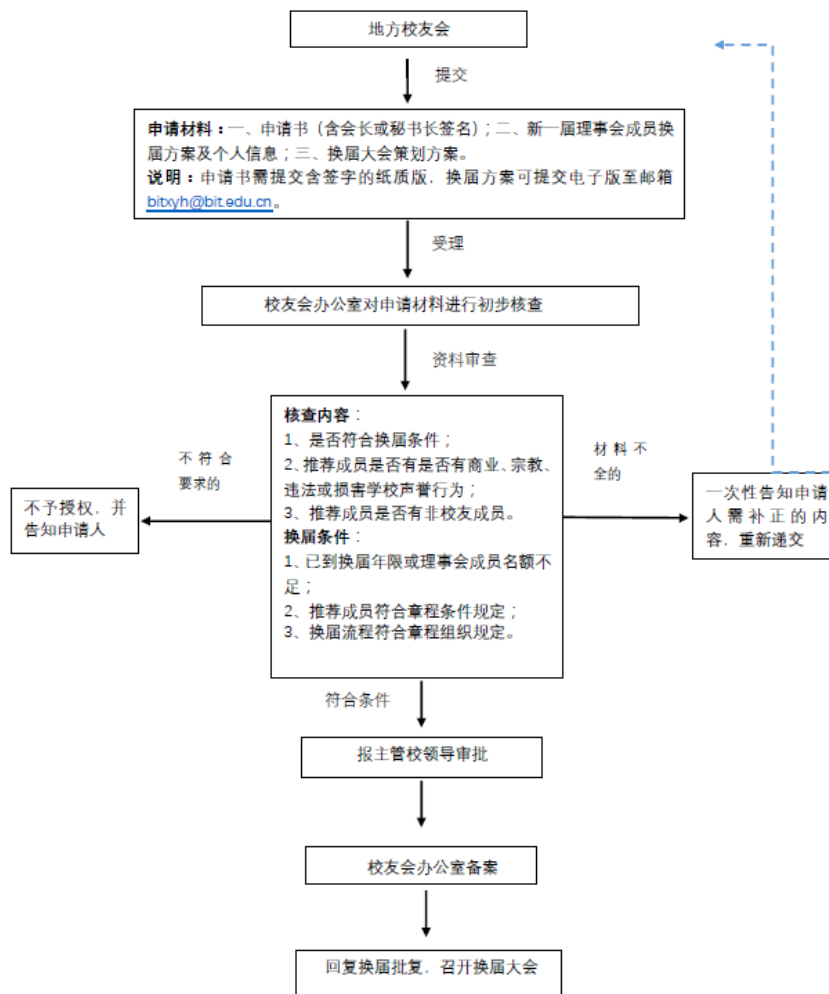 地方校友会
提交
申请材料：一、申请书（含会长或秘书长签名）；二、新一届理事会成员换
届方案及个人信息；三、换届大会策划方案。
说明：申请书需提交含签字的纸质版，换届方案可提交电子版至邮箱
bitxyh@bit.edu.cn。
受理
校友会办公室对申请材料进行初步核查
资料审查
核查内容：
1、是否符合换届条件；
2、推荐成员是否有是否有商业、宗教、
违法或损害学校声誉行为；
3、推荐成员是否有非校友成员。
换届条件：
1、已到换届年限或理事会成员名额不
足；
2、推荐成员符合章程条件规定；
3、换届流程符合章程组织规定。
不符合
要求的
不予授权，并
告知申请人
材料不
全的
一次性告知申请
人需补正的内
容，重新递交
符合条件
报主管校领导审批
校友会办公室备案
回复换届批复，召开换届大会